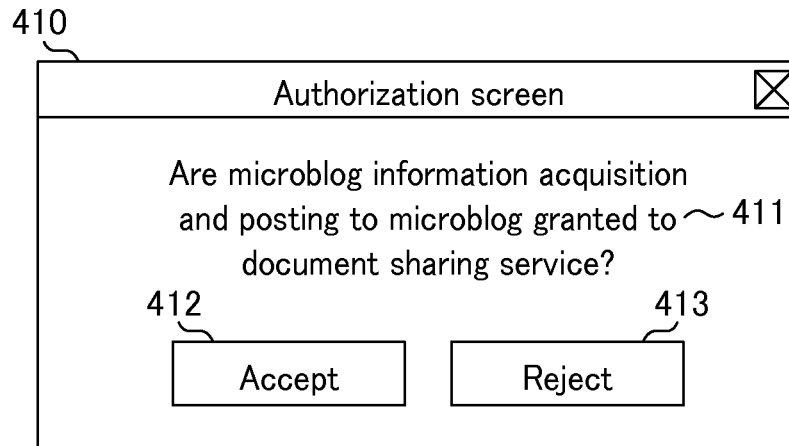 410
Authorization screen
Are microblog information acquisition
and posting to microblog granted to 411
document sharing service?
412 413
Accept Reject